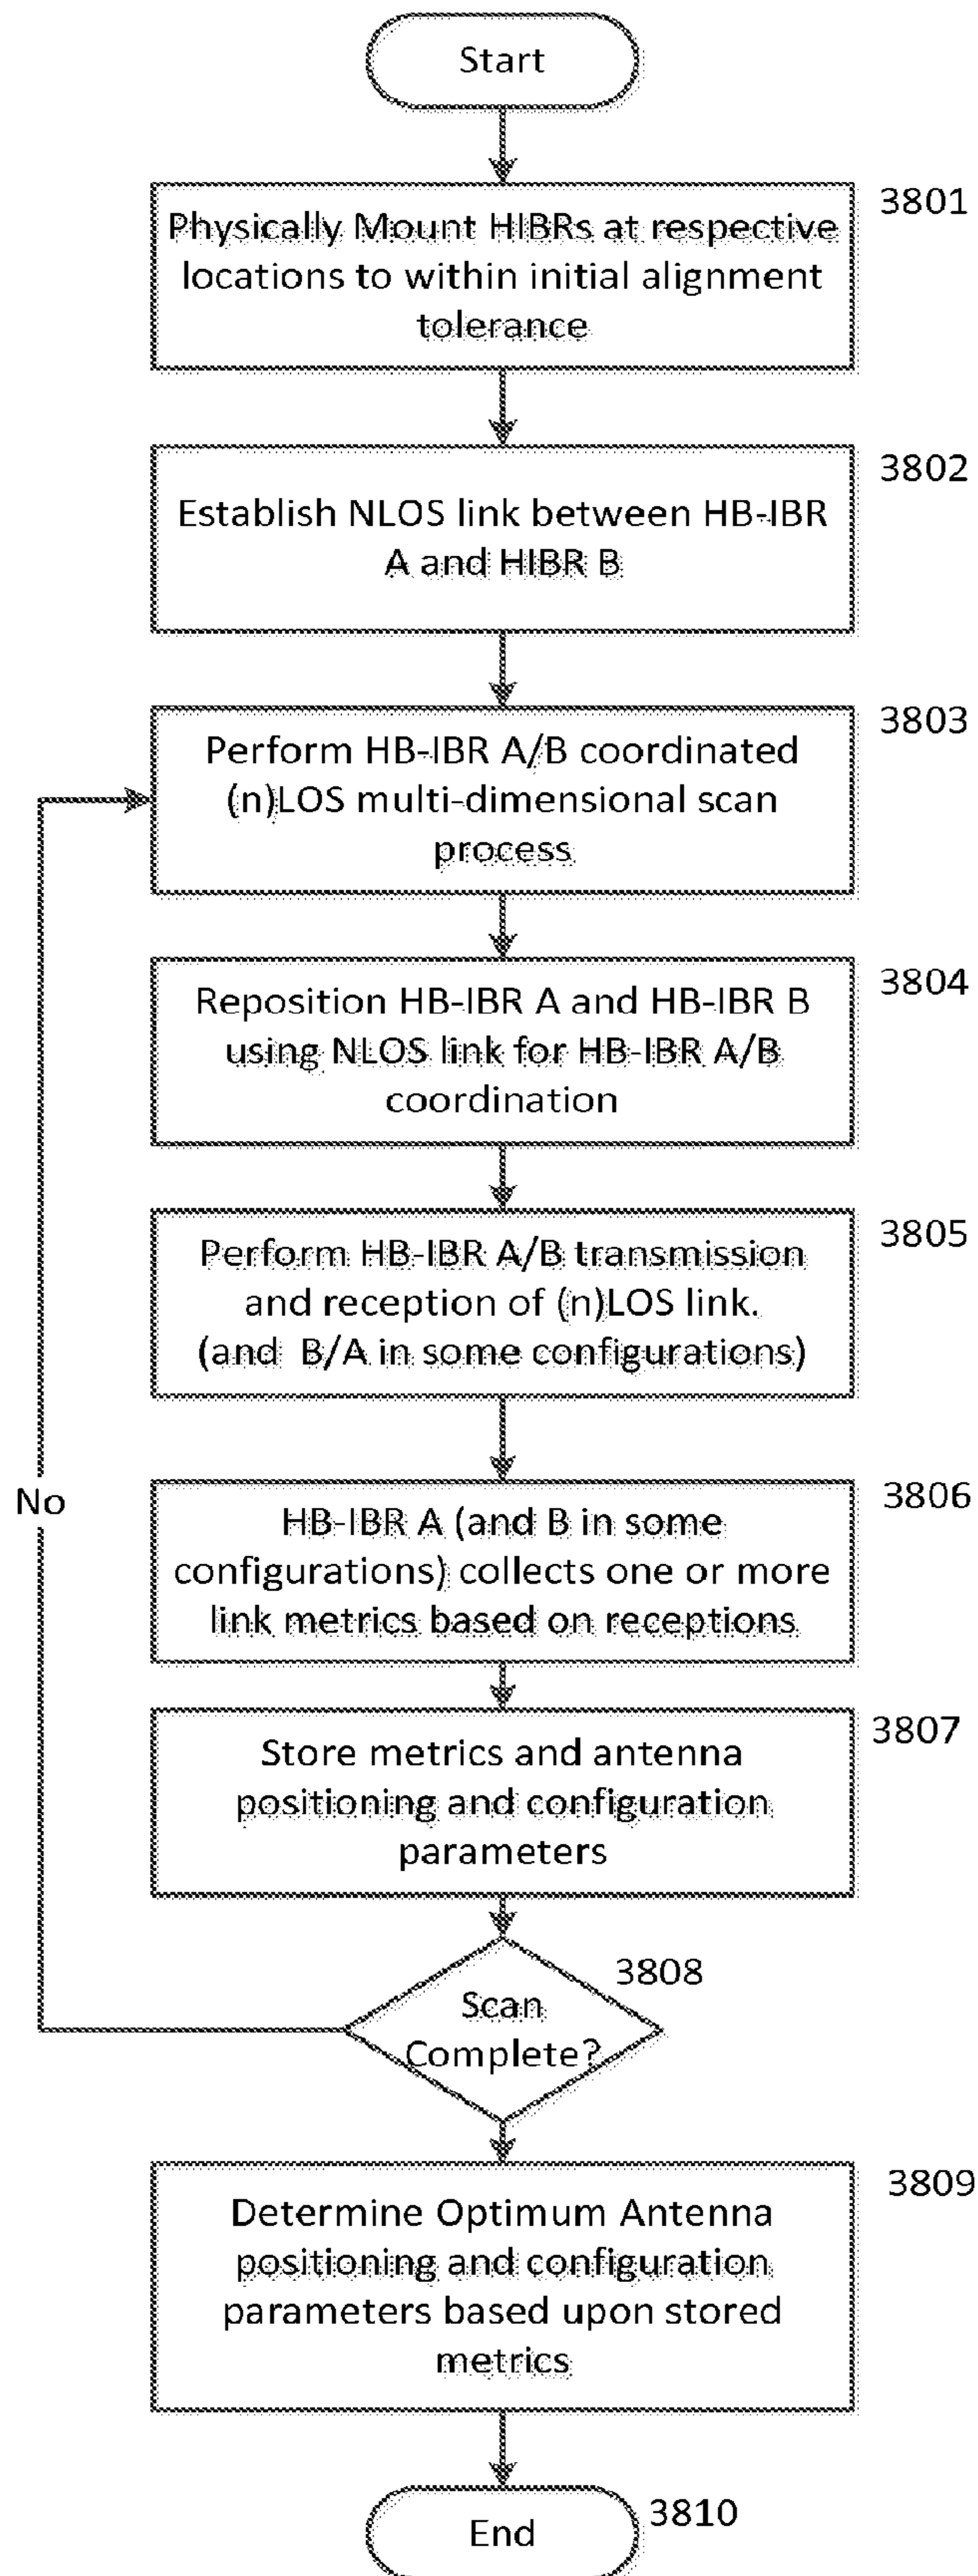 Start
3801
Physically Mount HIBRs at respective
locations to within initial alignment
tolerance
3802
Establish NLOS link between HB-IBR
A and HIBR B
3803
Perform HB-IBR A/B coordinated
(n)LOS multi-dimensional scan
process
3804
Reposition HB-IBR A and HB-IBR B
using NLOS link for HB-IBR A/B
coordination
3805
Perform HB-IBR A/B transmission
and reception of (n)LOS link.
(and B/A in some configurations)
No
3806
HB-IBR A (and B in some
configurations) collects one or more
link metrics based on receptions
3807
Store metrics and antenna
positioning and configuration
parameters
3808
Scan
Complete?
3809
Determine Optimum Antenna
positioning and configuration
parameters based upon stored
metrics
3810
End